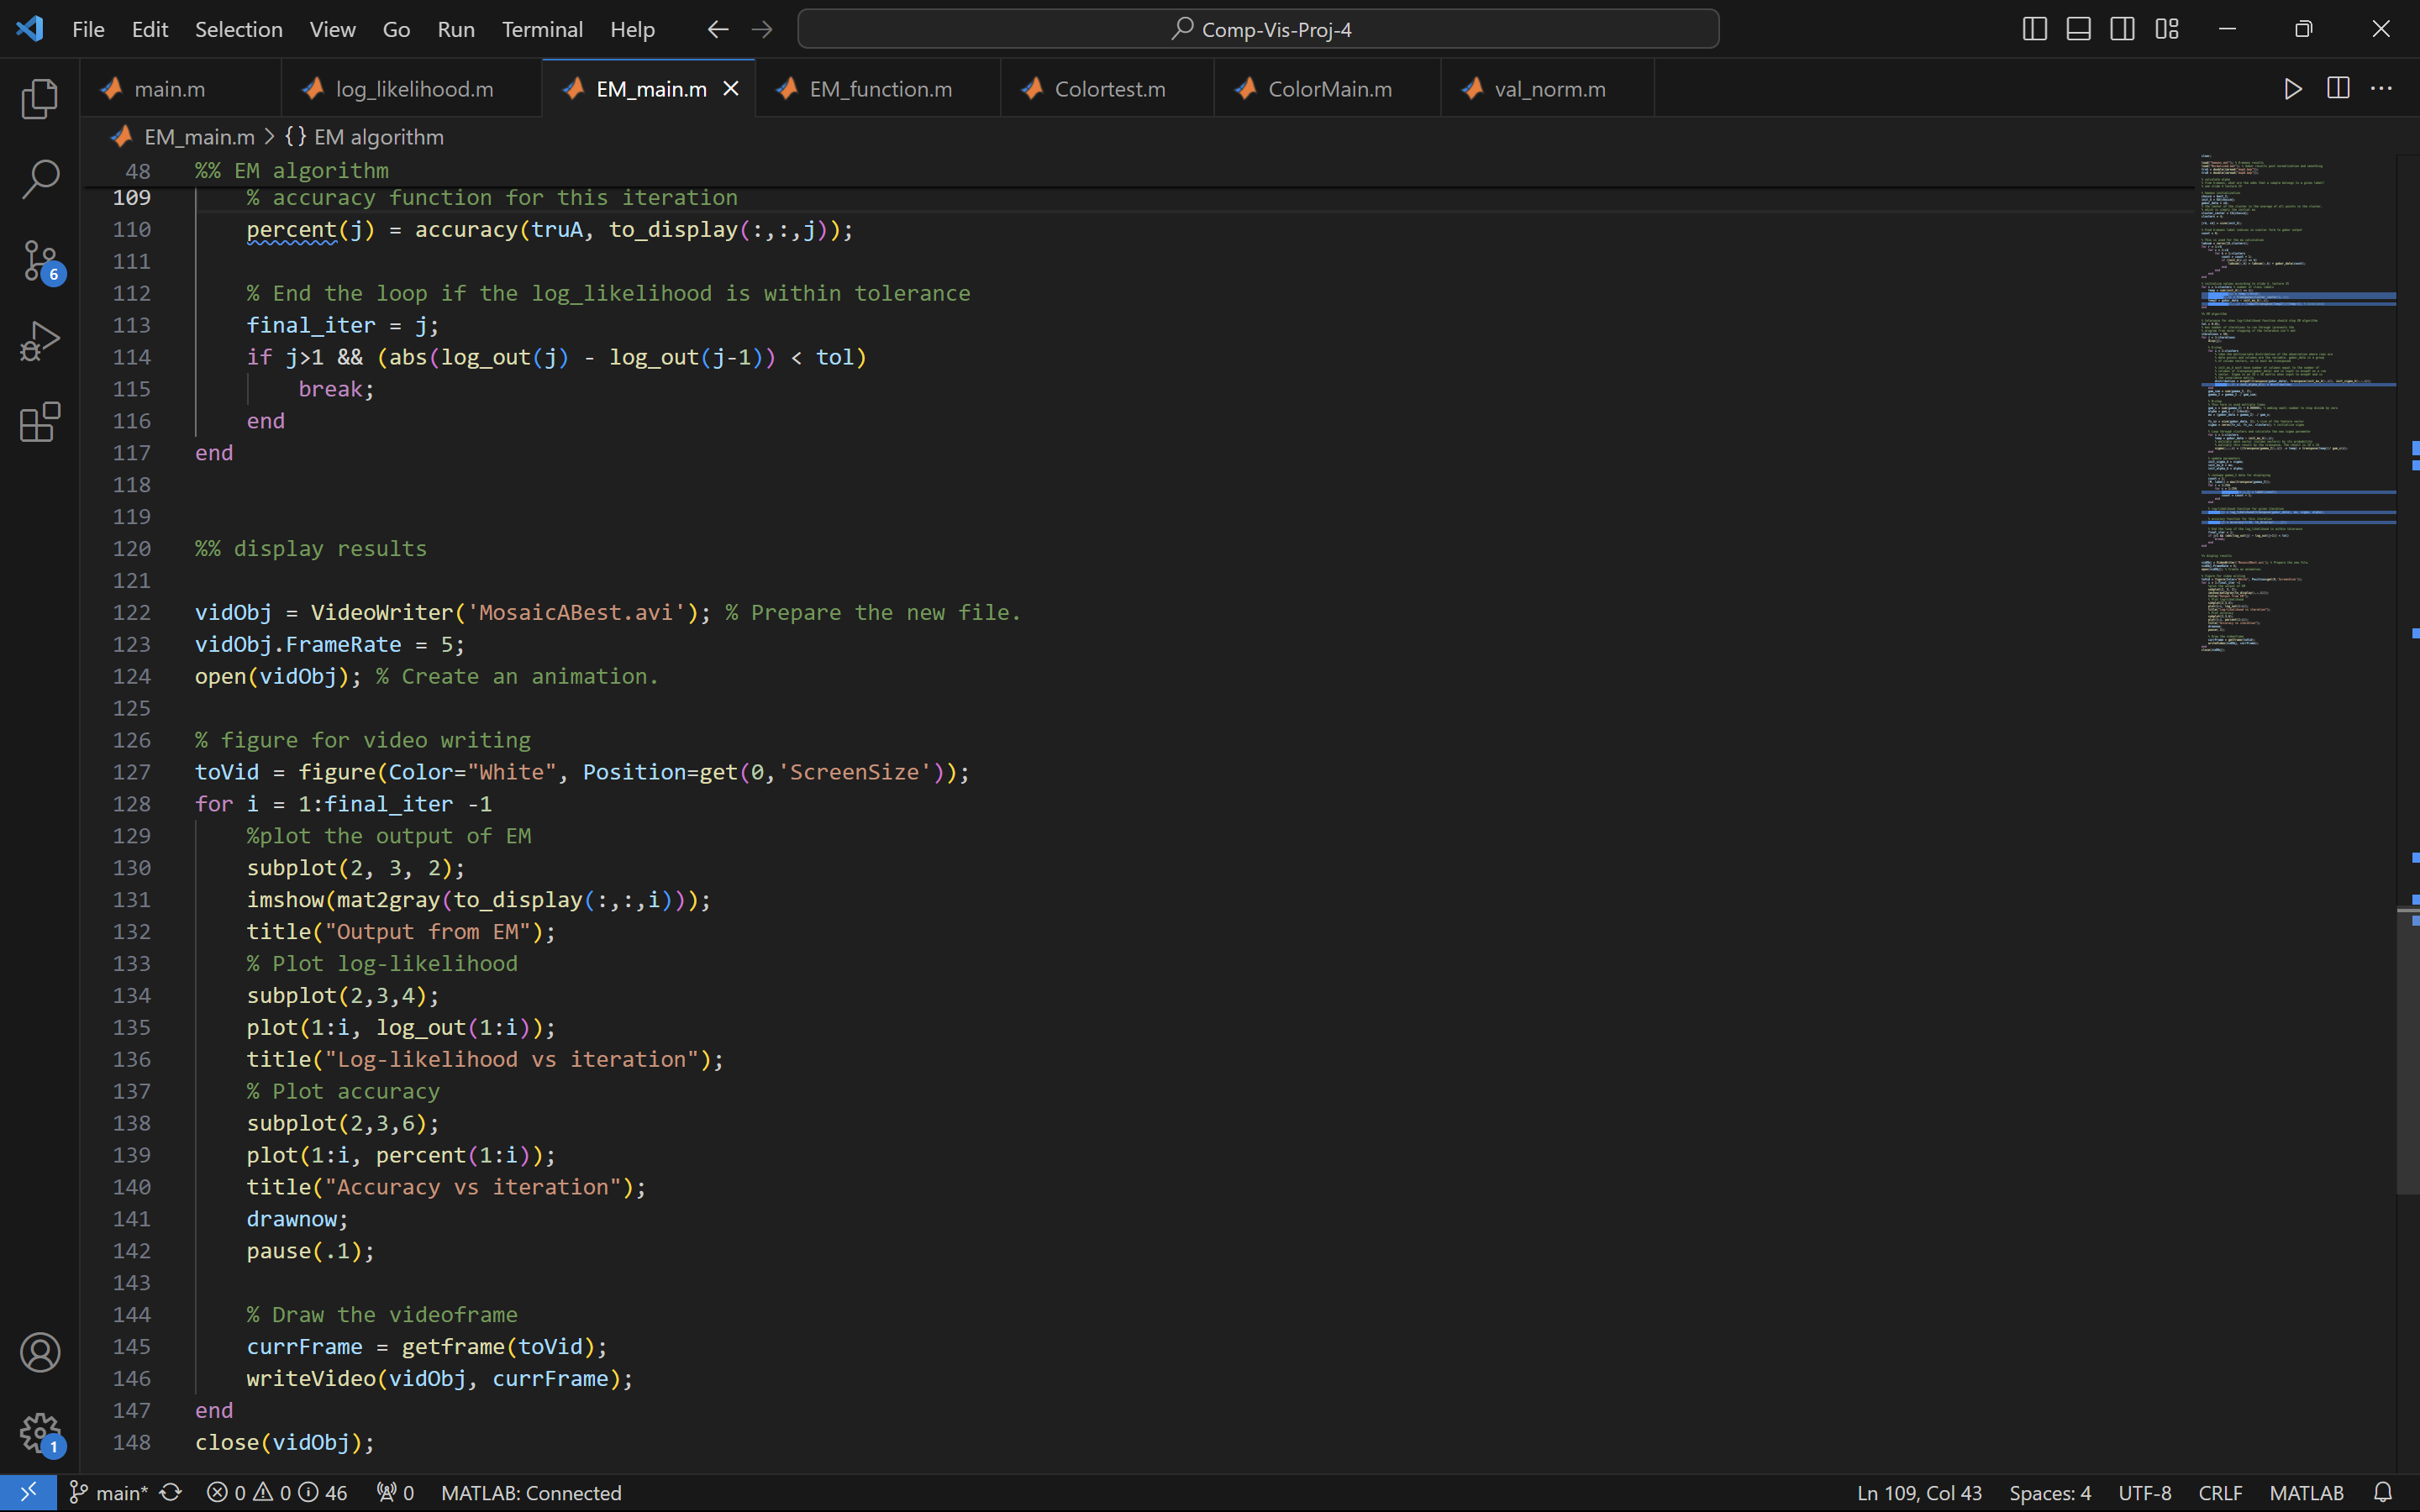 File Edit Selection View Go Run Terminal Help Comp-Vis-Proj-4
main.m log_likelihood.m EM_main.m EM_function.m Colortest.m ColorMain.m val_norm.m
EM_main.m > {} EM algorithm
48 %% EM algorithm
109 % accuracy function for this iteration
110 percent(j) = accuracy(truA, to_display(:,:,j));
111
112 % End the loop if the log_likelihood is within tolerance
113 final_iter = j;
114 if j>1 && (abs(log_out(j) - log_out(j-1)) < tol)
115 break;
116 end
117 end
118
119
120 %% display results
121
122 vidObj = VideoWriter('MosaicABest.avi'); % Prepare the new file.
123 vidObj.FrameRate = 5;
124 open(vidObj); % Create an animation.
125
126 % figure for video writing
127 toVid = figure(Color="White", Position=get(0,'ScreenSize'));
128 for i = 1:final_iter -1
129 %plot the output of EM
130 subplot(2, 3, 2);
131 imshow(mat2gray(to_display(:,:,i)));
132 title("Output from EM");
133 % Plot log-likelihood
134 subplot(2,3,4);
135 plot(1:i, log_out(1:i));
136 title("Log-likelihood vs iteration");
137 % Plot accuracy
138 subplot(2,3,6);
139 plot(1:i, percent(1:i));
140 title("Accuracy vs iteration");
141 drawnow;
142 pause(.1);
143
144 % Draw the videoframe
145 currFrame = getframe(toVid);
146 writeVideo(vidObj, currFrame);
147 end
148 close(vidObj);
6
1
main* 0 0 46 0 MATLAB: Connected Ln 109, Col 43 Spaces: 4 UTF-8 CRLF MATLAB